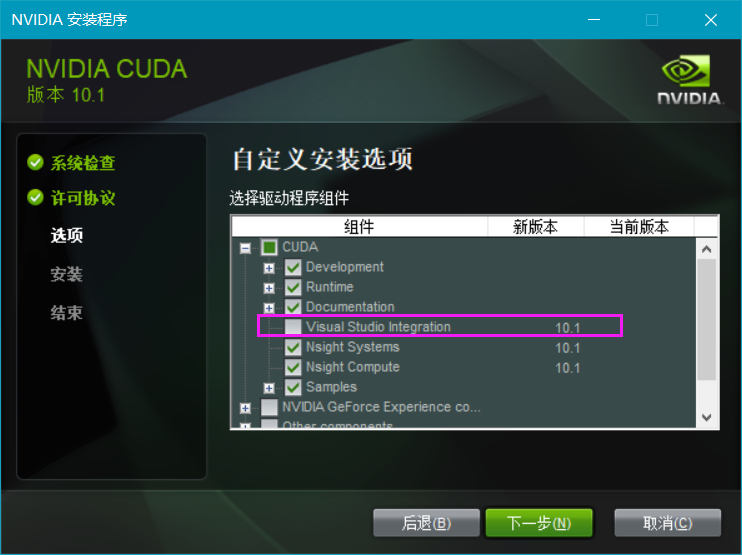 NVIDIA 安装程序
NVIDIA CUDA
版本 10.1
NVIDIA.
系统检查
许可协议
选项
安装
结束
自定义安装选项
选择驱动程序组件
组件 新版本 当前版本
CUDA
Development
Runtime
Documentation
Visual Studio Integration 10.1
Nsight Systems 10.1
Nsight Compute 10.1
Samples
NVIDIA GeForce Experience co...
Other components
后退(B) 下一步(N) 取消(C)